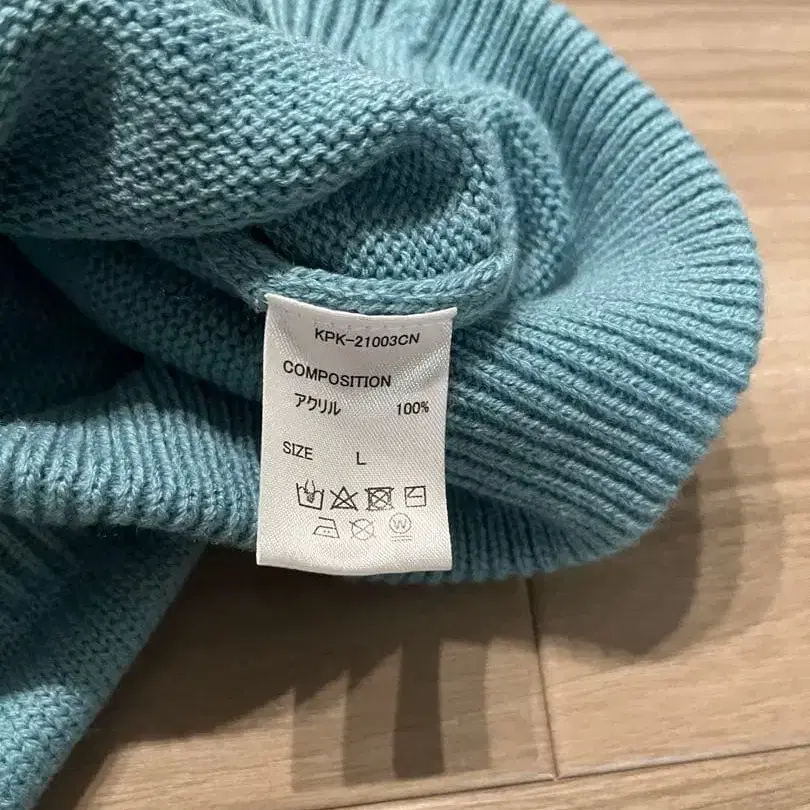 KPK-21003CN
COMPOSITION
アクリル 100%
SIZE L
W